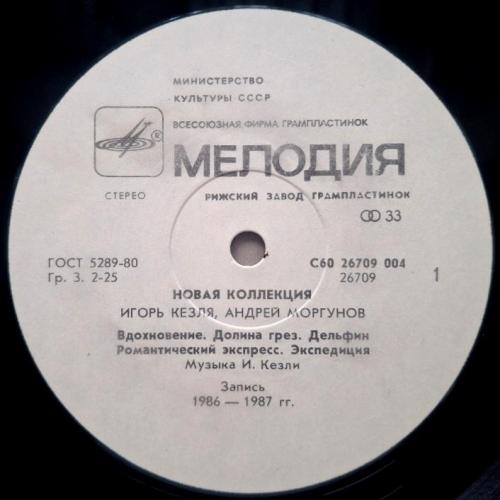 МИНИСТЕРСТВО
КУЛЬТУРЫ СССР
ВСЕСОЮЗНАЯ ФИРМА ГРАМПЛАСТИНОК
МЕЛОДИЯ
СТЕРЕО
РИЖСКИЙ ЗАВОД ГРАМПЛАСТИНОК
33
ГОСТ 5289-80
Гр. 3. 2-25
С60 26709 004
26709
1
НОВАЯ КОЛЛЕКЦИЯ
ИГОРЬ КЕЗЛЯ, АНДРЕЙ МОРГУНОВ
Вдохновение. Долина грез. Дельфин
Романтический экспресс. Экспедиция
Музыка И. Кезли
Запись
1986 — 1987 гг.